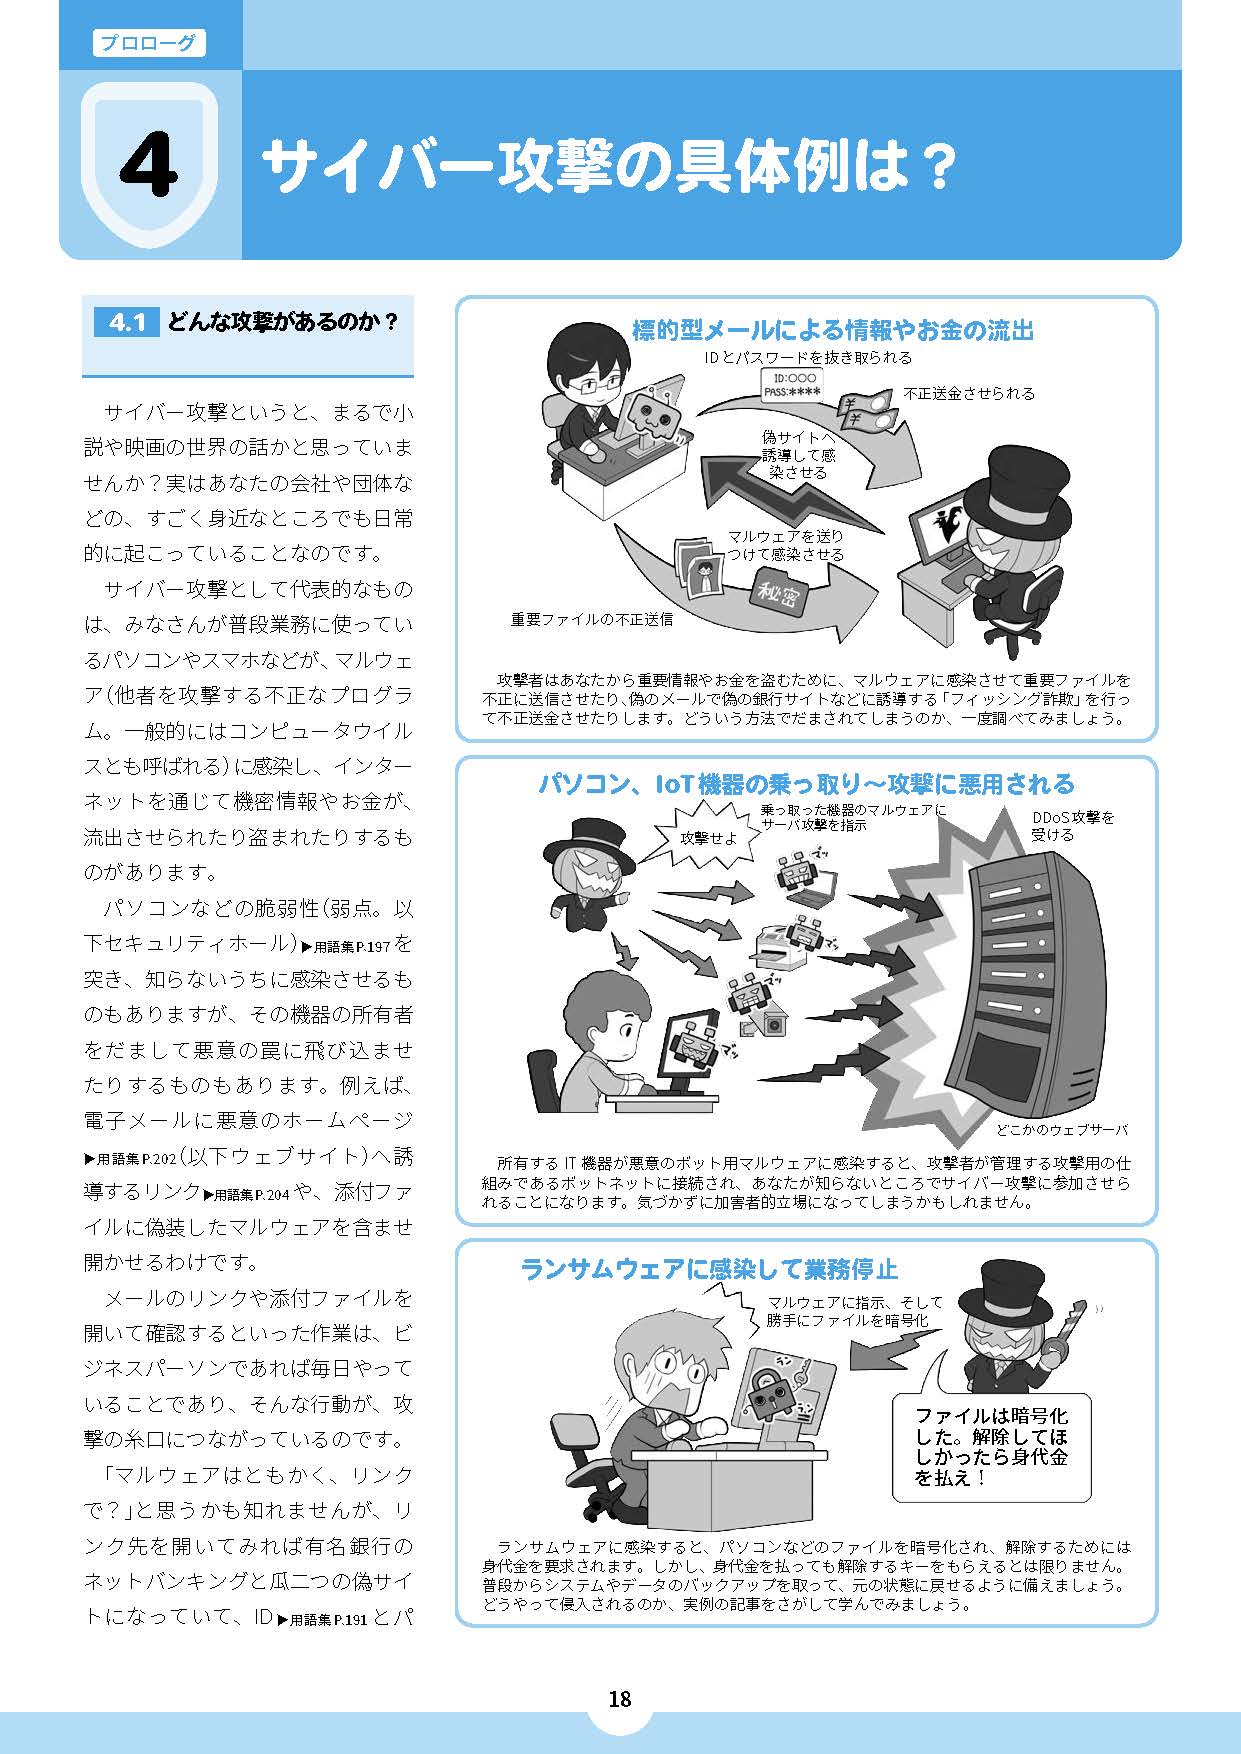 プロローグ
4
サイバー攻撃の具体例は?
4.1 どんな攻撃があるのか?
サイバー攻撃というと、まるで小
説や映画の世界の話かと思っていま
せんか?実はあなたの会社や団体な
どの、すごく身近なところでも日常
的に起こっていることなのです。
サイバー攻撃として代表的なもの
は、みなさんが普段業務に使ってい
るパソコンやスマホなどが、マルウェ
ア(他者を攻撃する不正なプログラ
ム。一般的にはコンピュータウイル
スとも呼ばれる)に感染し、インター
ネットを通じて機密情報やお金が、
流出させられたり盗まれたりするも
のがあります。
パソコンなどの脆弱性(弱点。以
下セキュリティホール)▶用語集P.197を
突き、知らないうちに感染させるも
のもありますが、その機器の所有者
をだまして悪意の罠に飛び込ませ
たりするものもあります。例えば、
電子メールに悪意のホームページ
▶用語集P.202(以下ウェブサイト)へ誘
導するリンク▶用語集P.204や、添付ファ
イルに偽装したマルウェアを含ませ
開かせるわけです。
メールのリンクや添付ファイルを
開いて確認するといった作業は、ビ
ジネスパーソンであれば毎日やって
いることであり、そんな行動が、攻
撃の糸口につながっているのです。
「マルウェアはともかく、リンク
で?」と思うかも知れませんが、リ
ンク先を開いてみれば有名銀行の
ネットバンキングと瓜二つの偽サイ
トになっていて、ID▶用語集P.191とパ
標的型メールによる情報やお金の流出
IDとパスワードを抜き取られる
ID:○○○
PASS:****
不正送金させられる
¥
¥
偽サイトへ
誘導して感
染させる
マルウェアを送り
つけて感染させる
秘密
重要ファイルの不正送信
攻撃者はあなたから重要情報やお金を盗むために、マルウェアに感染させて重要ファイルを
不正に送信させたり、偽のメールで偽の銀行サイトなどに誘導する「フィッシング詐欺」を行っ
て不正送金させたりします。どういう方法でだまされてしまうのか、一度調べてみましょう。
パソコン、IoT機器の乗っ取り〜攻撃に悪用される
攻撃せよ
乗っ取った機器のマルウェアに
サーバ攻撃を指示
DDoS攻撃を
受ける
マ゛ッ
マ゛ッ
マ゛ッ
マ゛ッ
どこかのウェブサーバ
所有するIT機器が悪意のボット用マルウェアに感染すると、攻撃者が管理する攻撃用の仕
組みであるボットネットに接続され、あなたが知らないところでサイバー攻撃に参加させら
れることになります。気づかずに加害者的立場になってしまうかもしれません。
ランサムウェアに感染して業務停止
マルウェアに指示、そして
勝手にファイルを暗号化
ラン
ラン
ファイルは暗号化
した。解除してほ
しかったら身代金
を払え!
ランサムウェアに感染すると、パソコンなどのファイルを暗号化され、解除するためには
身代金を要求されます。しかし、身代金を払っても解除するキーをもらえるとは限りません。
普段からシステムやデータのバックアップを取って、元の状態に戻せるように備えましょう。
どうやって侵入されるのか、実例の記事をさがして学んでみましょう。
18